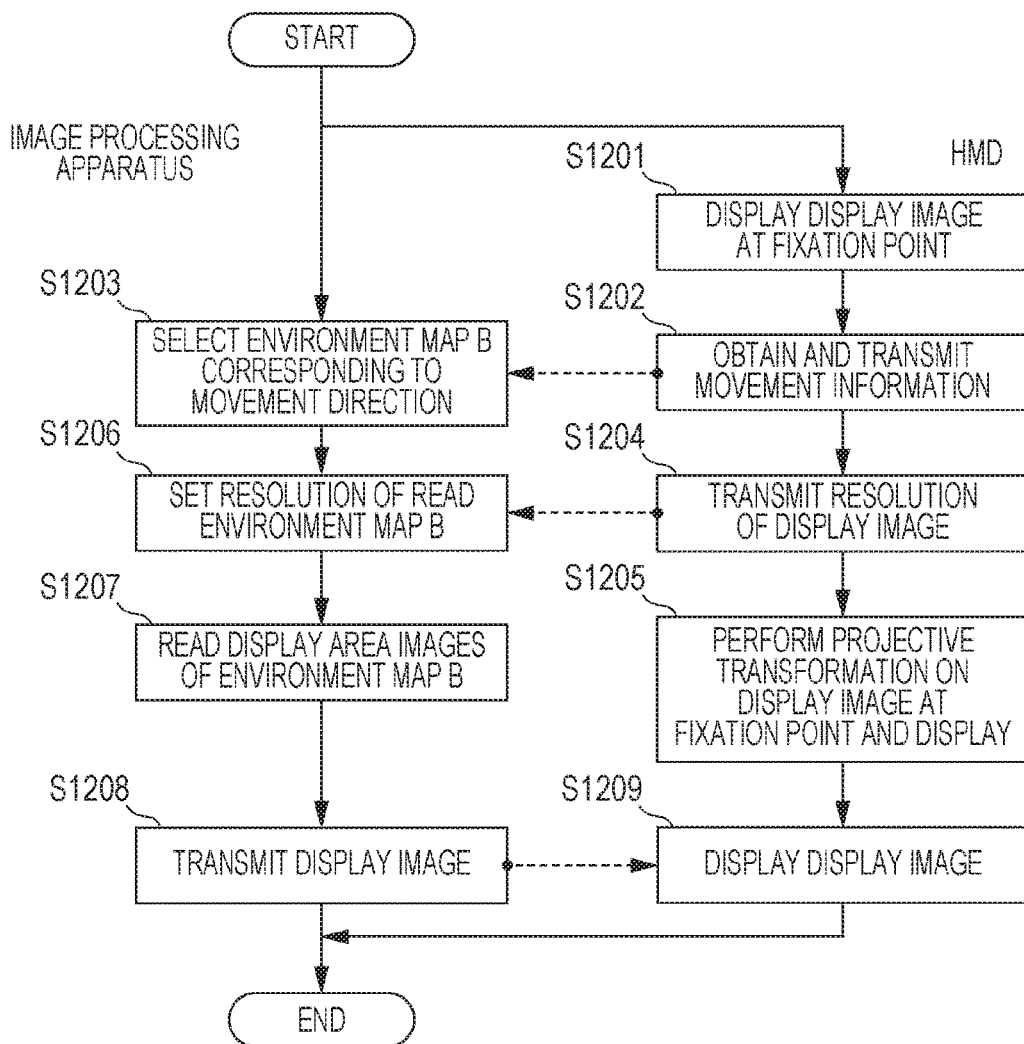 START
IMAGE PROCESSING
APPARATUS
HMD
S1201
DISPLAY DISPLAY IMAGE
AT FIXATION POINT
S1203
SELECT ENVIRONMENT MAP B
CORRESPONDING TO
MOVEMENT DIRECTION
S1202
OBTAIN AND TRANSMIT
MOVEMENT INFORMATION
S1206
SET RESOLUTION OF READ
ENVIRONMENT MAP B
S1204
TRANSMIT RESOLUTION
OF DISPLAY IMAGE
S1207
READ DISPLAY AREA IMAGES
OF ENVIRONMENT MAP B
S1205
PERFORM PROJECTIVE
TRANSFORMATION ON
DISPLAY IMAGE AT
FIXATION POINT AND DISPLAY
S1208
TRANSMIT DISPLAY IMAGE
S1209
DISPLAY DISPLAY IMAGE
END